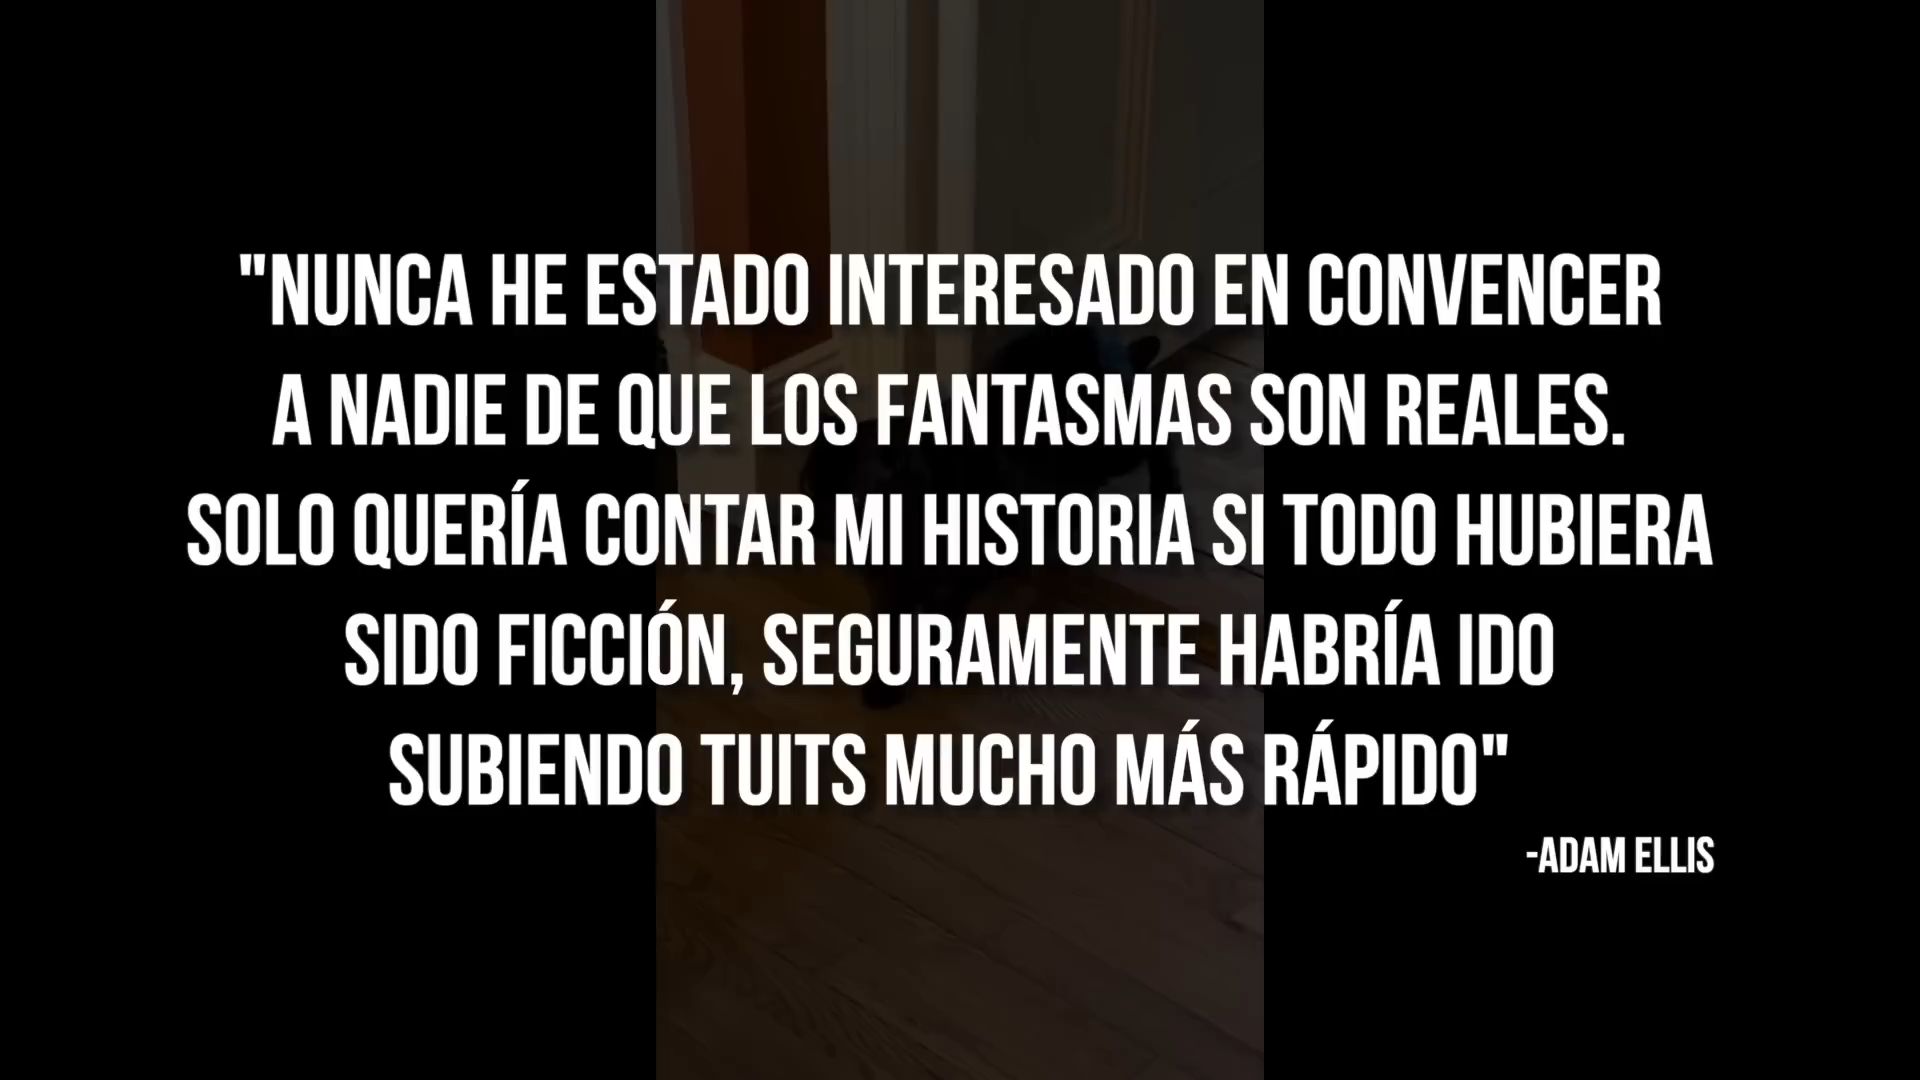 "NUNCA HE ESTADO INTERESADO EN CONVENCER
A NADIE DE QUE LOS FANTASMAS SON REALES.
SOLO QUERÍA CONTAR MI HISTORIA SI TODO HUBIERA
SIDO FICCIÓN, SEGURAMENTE HABRÍA IDO
SUBIENDO TUITS MUCHO MÁS RÁPIDO"
-ADAM ELLIS